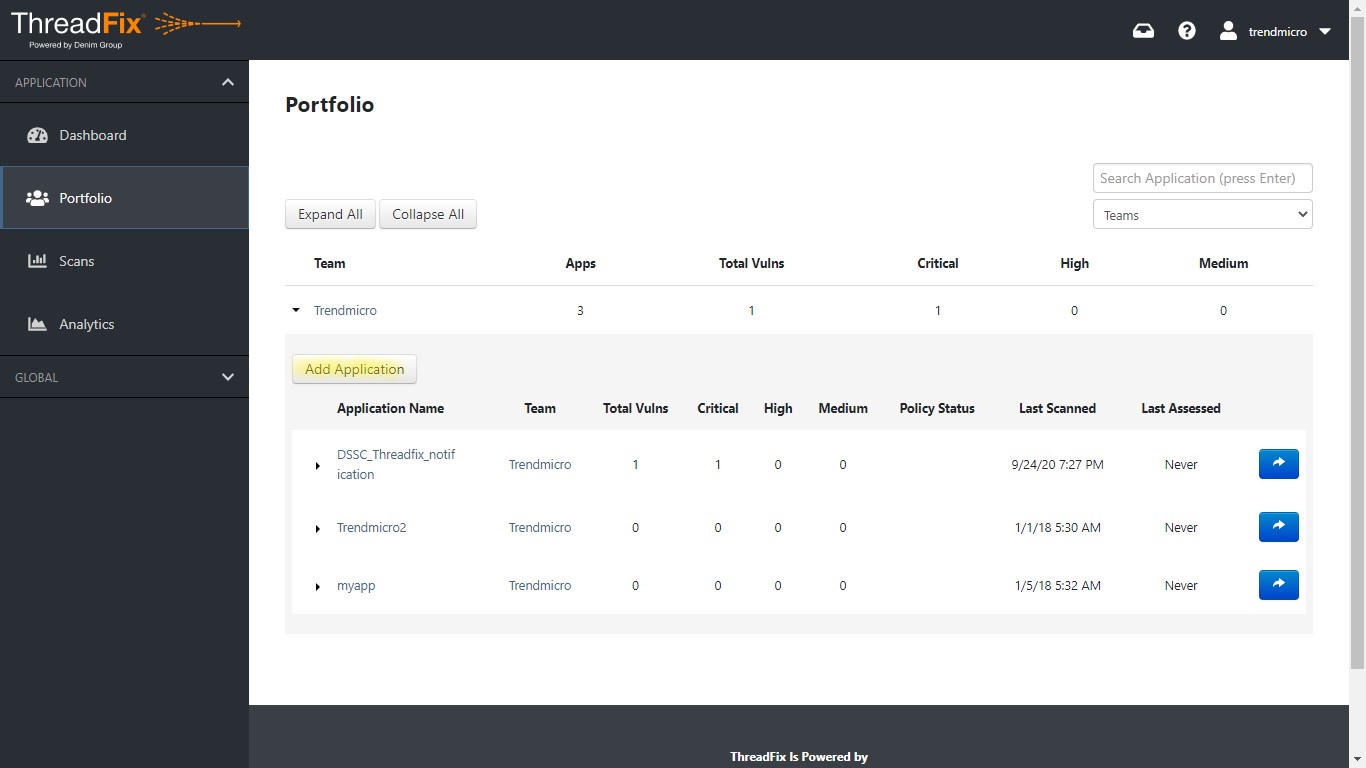 ThreadFix
Powered by Denim Group
trendmicro
APPLICATION
Dashboard
Portfolio
Scans
Analytics
GLOBAL
Portfolio
Search Application (press Enter)
Expand All Collapse All
Teams
Team Apps Total Vulns Critical High Medium
Trendmicro 3 1 1 0 0
Add Application
Application Name Team Total Vulns Critical High Medium Policy Status Last Scanned Last Assessed
DSSC_Threadfix_notif
ication Trendmicro 1 1 0 0 9/24/20 7:27 PM Never
Trendmicro2 Trendmicro 0 0 0 0 1/1/18 5:30 AM Never
myapp Trendmicro 0 0 0 0 1/5/18 5:32 AM Never
ThreadFix Is Powered by